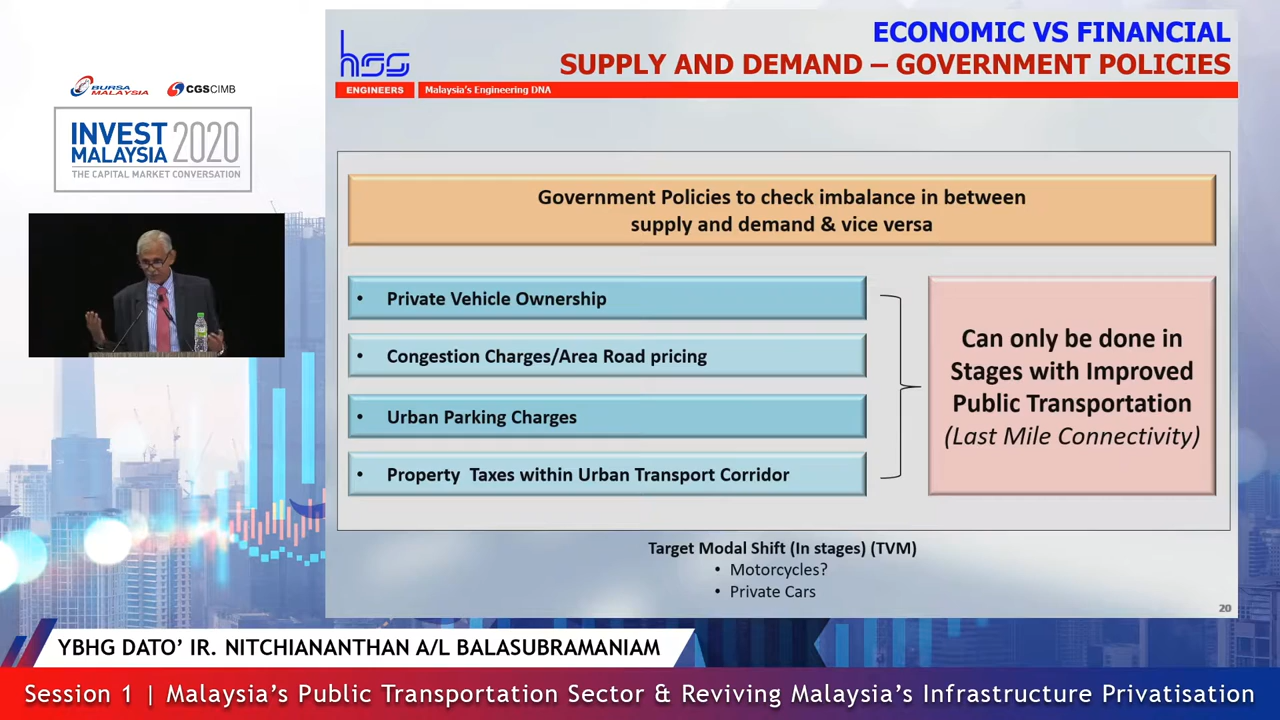 ECONOMIC VS FINANCIAL
SUPPLY AND DEMAND – GOVERNMENT POLICIES
hss
ENGINEERS
Malaysia's Engineering DNA
BURSA
MALAYSIA
CGS CIMB
INVEST
MALAYSIA 2020
THE CAPITAL MARKET CONVERSATION
Government Policies to check imbalance in between
supply and demand & vice versa
• Private Vehicle Ownership
• Congestion Charges/Area Road pricing
• Urban Parking Charges
• Property Taxes within Urban Transport Corridor
Can only be done in
Stages with Improved
Public Transportation
(Last Mile Connectivity)
Target Modal Shift (In stages) (TVM)
• Motorcycles?
• Private Cars
20
YBHG DATO' IR. NITCHIANANTHAN A/L BALASUBRAMANIAM
Session 1 | Malaysia's Public Transportation Sector & Reviving Malaysia's Infrastructure Privatisation